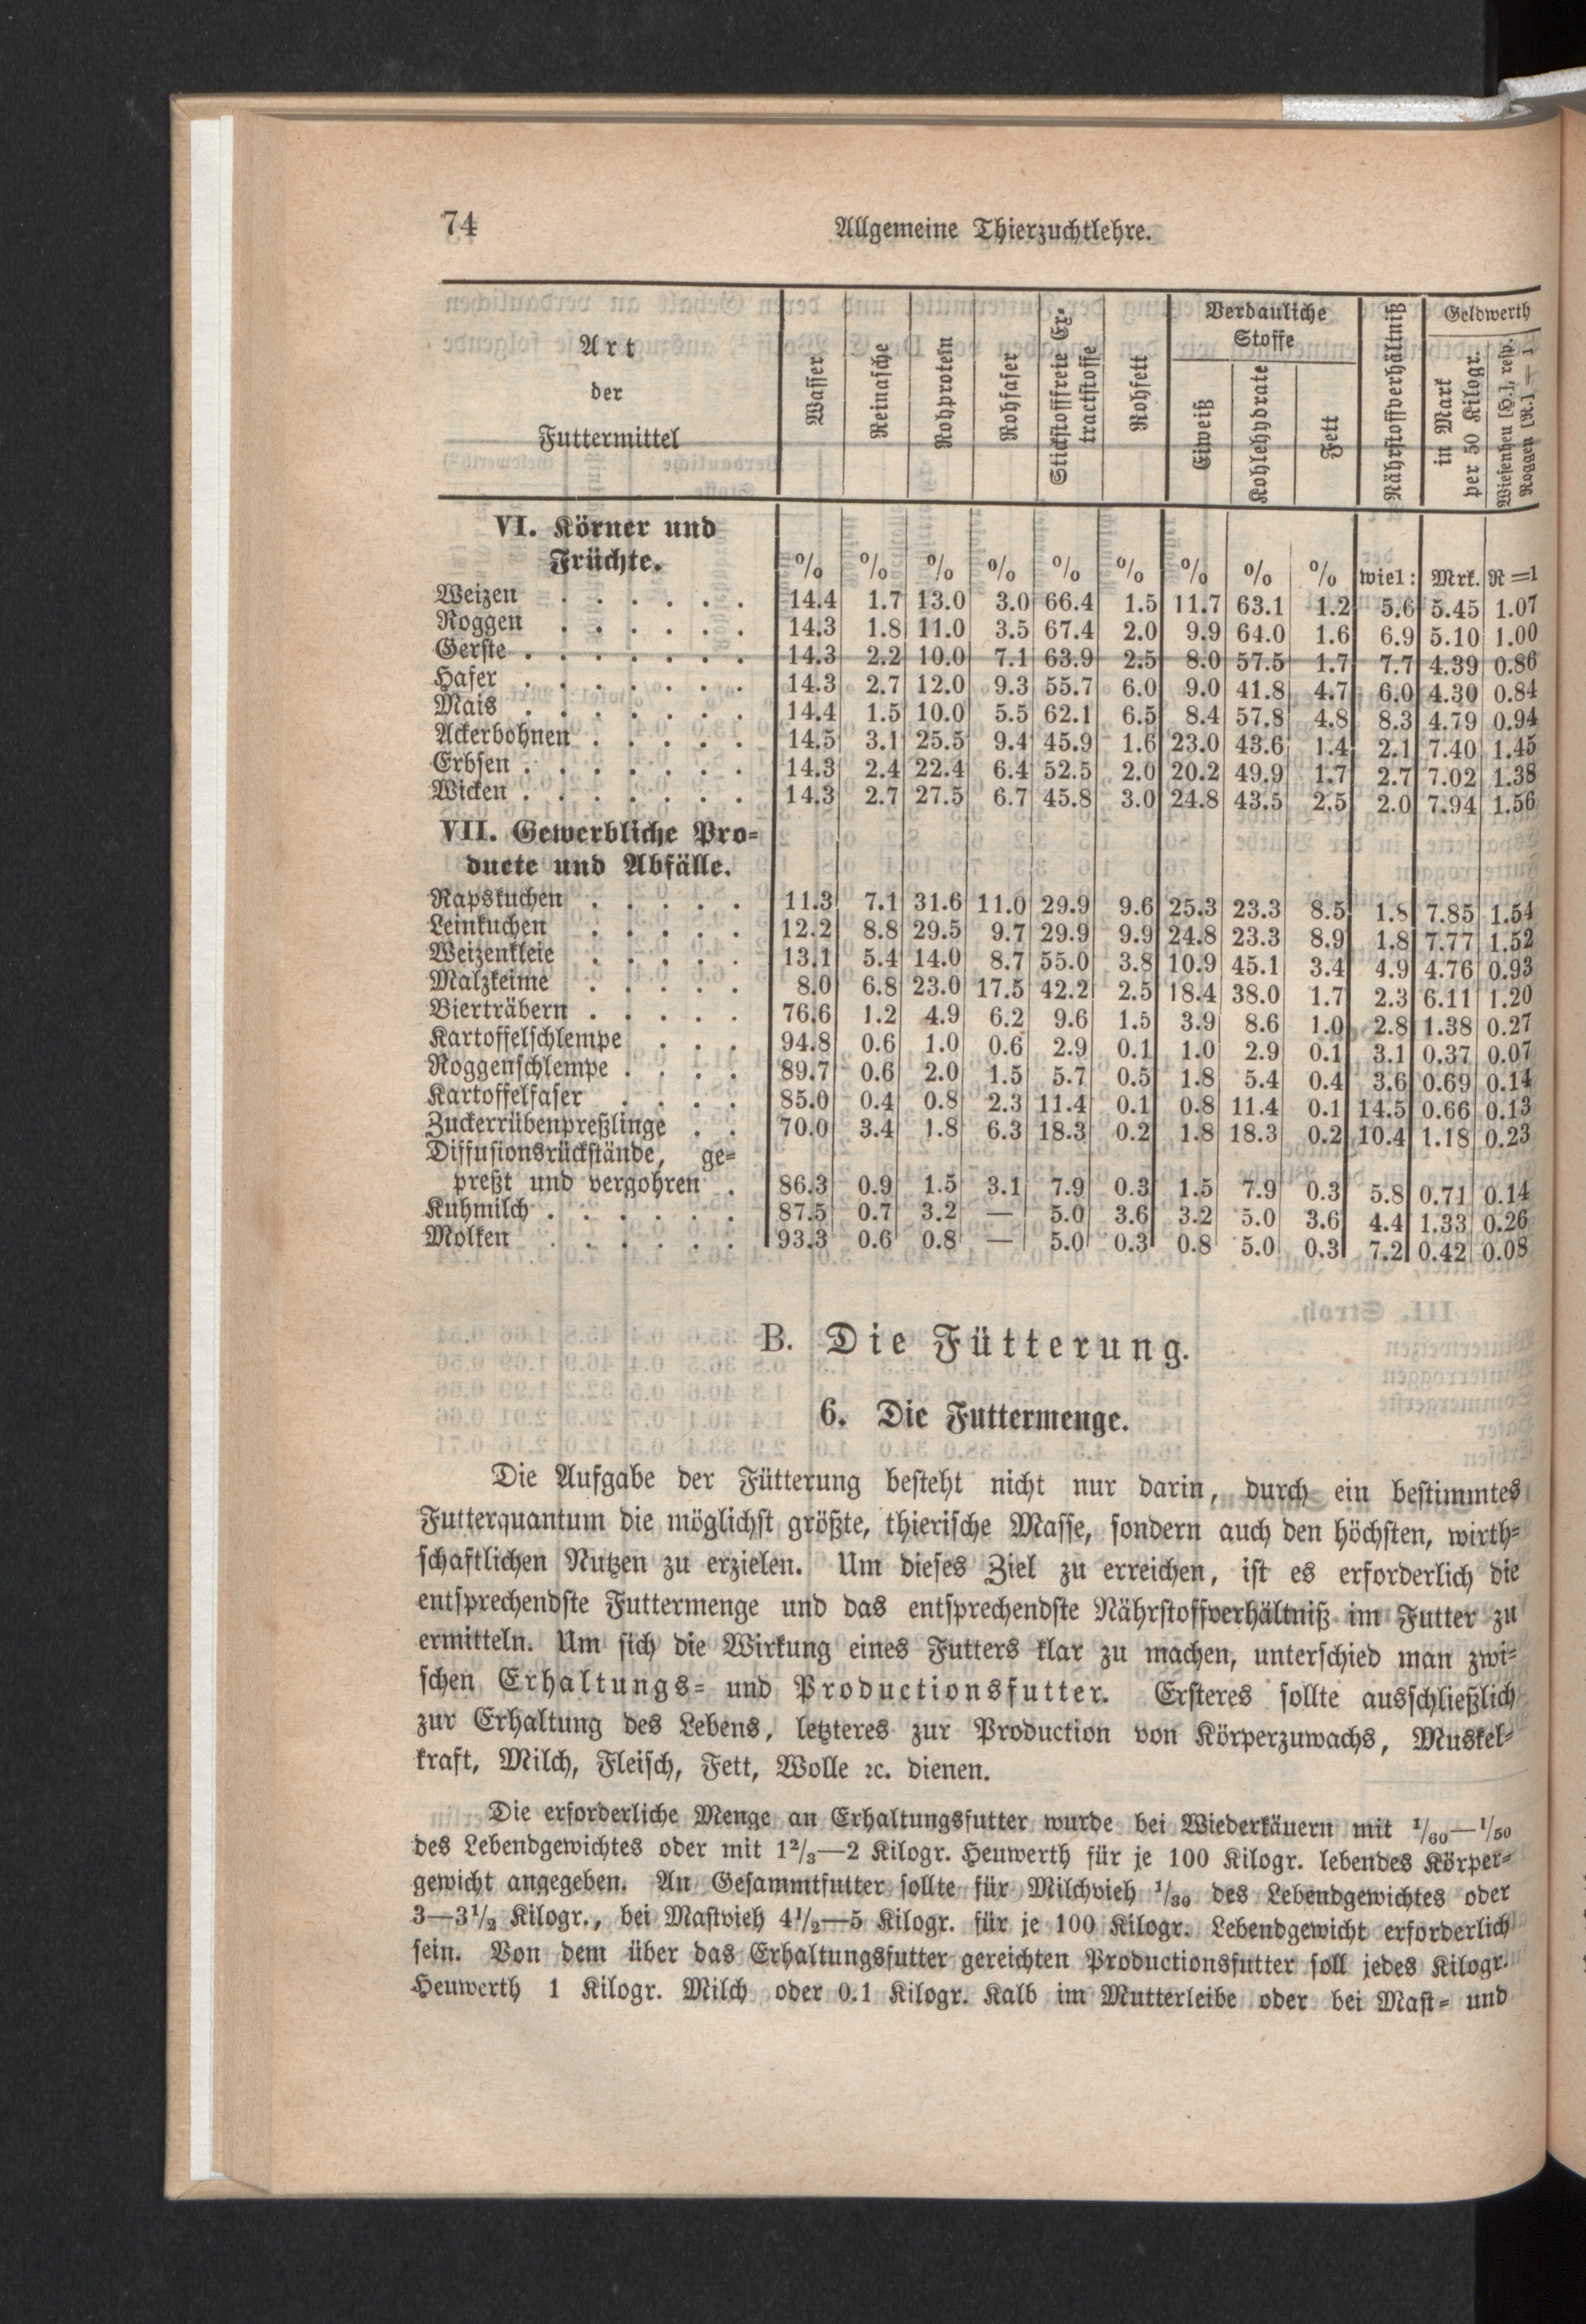 74
Allgemeine Thierzuchtlehre.
Art
der
Futtermittel
Wasser
Reinasche
Rohproteïn
Rohfaser
Stickstofffreie Ex-
tractstoffe
Rohfett
Verdauliche
Stoffe
Eiweiß
Kohlehydrate
Fett
Nährstoffverhältniß
Geldwerth
in Mark
per 50 Kilogr.
Wiesenheu [H.], resp.
Roggen [R.] = 1
VI. Körner und
Früchte.
% % % % % % % % % wie1: Mrk. R=1
Weizen . . . . . . 14.4 1.7 13.0 3.0 66.4 1.5 11.7 63.1 1.2 5.6 5.45 1.07
Roggen . . . . . . 14.3 1.8 11.0 3.5 67.4 2.0 9.9 64.0 1.6 6.9 5.10 1.00
Gerste . . . . . . . 14.3 2.2 10.0 7.1 63.9 2.5 8.0 57.5 1.7 7.7 4.39 0.86
Hafer . . . . . . . 14.3 2.7 12.0 9.3 55.7 6.0 9.0 41.8 4.7 6.0 4.30 0.84
Mais . . . . . . . 14.4 1.5 10.0 5.5 62.1 6.5 8.4 57.8 4.8 8.3 4.79 0.94
Ackerbohnen . . . . . 14.5 3.1 25.5 9.4 45.9 1.6 23.0 43.6 1.4 2.1 7.40 1.45
Erbsen . . . . . . . 14.3 2.4 22.4 6.4 52.5 2.0 20.2 49.9 1.7 2.7 7.02 1.38
Wicken . . . . . . . 14.3 2.7 27.5 6.7 45.8 3.0 24.8 43.5 2.5 2.0 7.94 1.56
VII. Gewerbliche Pro-
ducte und Abfälle.
Rapskuchen . . . . . 11.3 7.1 31.6 11.0 29.9 9.6 25.3 23.3 8.5 1.8 7.85 1.54
Leinkuchen . . . . . 12.2 8.8 29.5 9.7 29.9 9.9 24.8 23.3 8.9 1.8 7.77 1.52
Weizenkleie . . . . . 13.1 5.4 14.0 8.7 55.0 3.8 10.9 45.1 3.4 4.9 4.76 0.93
Malzkeime . . . . . 8.0 6.8 23.0 17.5 42.2 2.5 18.4 38.0 1.7 2.3 6.11 1.20
Bierträbern . . . . . 76.6 1.2 4.9 6.2 9.6 1.5 3.9 8.6 1.0 2.8 1.38 0.27
Kartoffelschlempe . . . 94.8 0.6 1.0 0.6 2.9 0.1 1.0 2.9 0.1 3.1 0.37 0.07
Roggenschlempe . . . . 89.7 0.6 2.0 1.5 5.7 0.5 1.8 5.4 0.4 3.6 0.69 0.14
Kartoffelfaser . . . . 85.0 0.4 0.8 2.3 11.4 0.1 0.8 11.4 0.1 14.5 0.66 0.13
Zuckerrübenpreßlinge . . 70.0 3.4 1.8 6.3 18.3 0.2 1.8 18.3 0.2 10.4 1.18 0.23
Diffusionsrückstände, ge-
preßt und vergohren . 86.3 0.9 1.5 3.1 7.9 0.3 1.5 7.9 0.3 5.8 0.71 0.14
Kuhmilch . . . . . . 87.5 0.7 3.2 — 5.0 3.6 3.2 5.0 3.6 4.4 1.33 0.26
Molken . . . . . . 93.3 0.6 0.8 — 5.0 0.3 0.8 5.0 0.3 7.2 0.42 0.08
B. Die Fütterung.
6. Die Futtermenge.
Die Aufgabe der Fütterung besteht nicht nur darin, durch ein bestimmtes
Futterquantum die möglichst größte, thierische Masse, sondern auch den höchsten, wirth-
schaftlichen Nutzen zu erzielen. Um dieses Ziel zu erreichen, ist es erforderlich die
entsprechendste Futtermenge und das entsprechendste Nährstoffverhältniß im Futter zu
ermitteln. Um sich die Wirkung eines Futters klar zu machen, unterschied man zwi-
schen Erhaltungs- und Productionsfutter. Ersteres sollte ausschließlich
zur Erhaltung des Lebens, letzteres zur Production von Körperzuwachs, Muskel-
kraft, Milch, Fleisch, Fett, Wolle ꝛc. dienen.
Die erforderliche Menge an Erhaltungsfutter wurde bei Wiederkäuern mit 1/60—1/50
des Lebendgewichtes oder mit 1 2/3—2 Kilogr. Heuwerth für je 100 Kilogr. lebendes Körper-
gewicht angegeben. An Gesammtfutter sollte für Milchvieh 1/30 des Lebendgewichtes oder
3—3 1/2 Kilogr., bei Mastvieh 4 1/2—5 Kilogr. für je 100 Kilogr. Lebendgewicht erforderlich
sein. Von dem über das Erhaltungsfutter gereichten Productionsfutter soll jedes Kilogr.
Heuwerth 1 Kilogr. Milch oder 0.1 Kilogr. Kalb im Mutterleibe oder bei Mast- und